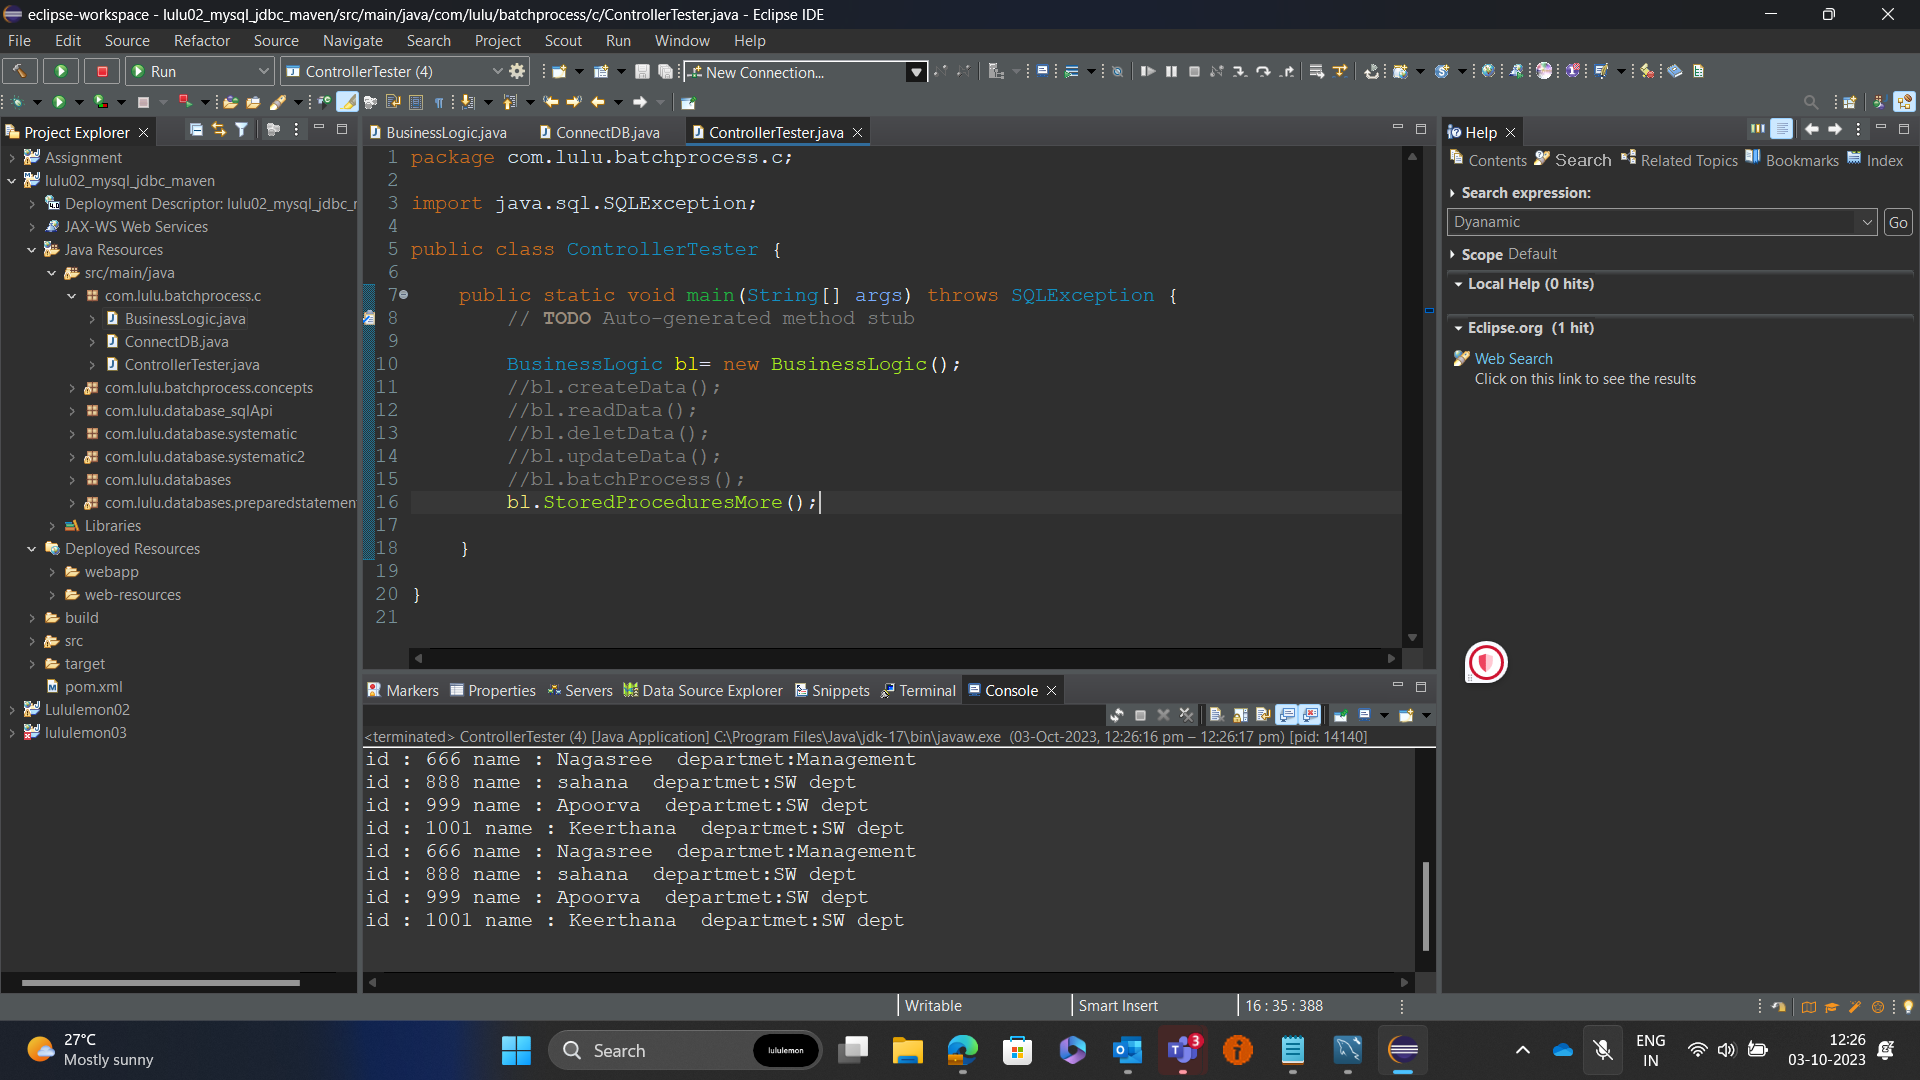 eclipse-workspace - lulu02_mysql_jdbc_maven/src/main/java/com/lulu/batchprocess/c/ControllerTester.java - Eclipse IDE
File Edit Source Refactor Source Navigate Search Project Scout Run Window Help
Run ControllerTester (4) New Connection...
Project Explorer
Assignment
lulu02_mysql_jdbc_maven
Deployment Descriptor: lulu02_mysql_jdbc_r
JAX-WS Web Services
Java Resources
src/main/java
com.lulu.batchprocess.c
BusinessLogic.java
ConnectDB.java
ControllerTester.java
com.lulu.batchprocess.concepts
com.lulu.database_sqlApi
com.lulu.database.systematic
com.lulu.database.systematic2
com.lulu.databases
com.lulu.databases.preparedstatemen
Libraries
Deployed Resources
webapp
web-resources
build
src
target
pom.xml
Lululemon02
lululemon03
BusinessLogic.java ConnectDB.java ControllerTester.java
1 package com.lulu.batchprocess.c;
2
3 import java.sql.SQLException;
4
5 public class ControllerTester {
6
7 public static void main(String[] args) throws SQLException {
8 // TODO Auto-generated method stub
9
10 BusinessLogic bl= new BusinessLogic();
11 //bl.createData();
12 //bl.readData();
13 //bl.deletData();
14 //bl.updateData();
15 //bl.batchProcess();
16 bl.StoredProceduresMore();
17
18 }
19
20 }
21
Markers Properties Servers Data Source Explorer Snippets Terminal Console
<terminated> ControllerTester (4) [Java Application] C:\Program Files\Java\jdk-17\bin\javaw.exe (03-Oct-2023, 12:26:16 pm – 12:26:17 pm) [pid: 14140]
id : 666 name : Nagasree departmet:Management
id : 888 name : sahana departmet:SW dept
id : 999 name : Apoorva departmet:SW dept
id : 1001 name : Keerthana departmet:SW dept
id : 666 name : Nagasree departmet:Management
id : 888 name : sahana departmet:SW dept
id : 999 name : Apoorva departmet:SW dept
id : 1001 name : Keerthana departmet:SW dept
Help
Contents Search Related Topics Bookmarks Index
Search expression:
Dyanamic Go
Scope Default
Local Help (0 hits)
Eclipse.org (1 hit)
Web Search
Click on this link to see the results
Writable Smart Insert 16 : 35 : 388
27°C
Mostly sunny
Search lululemon
3
ENG
IN
12:26
03-10-2023